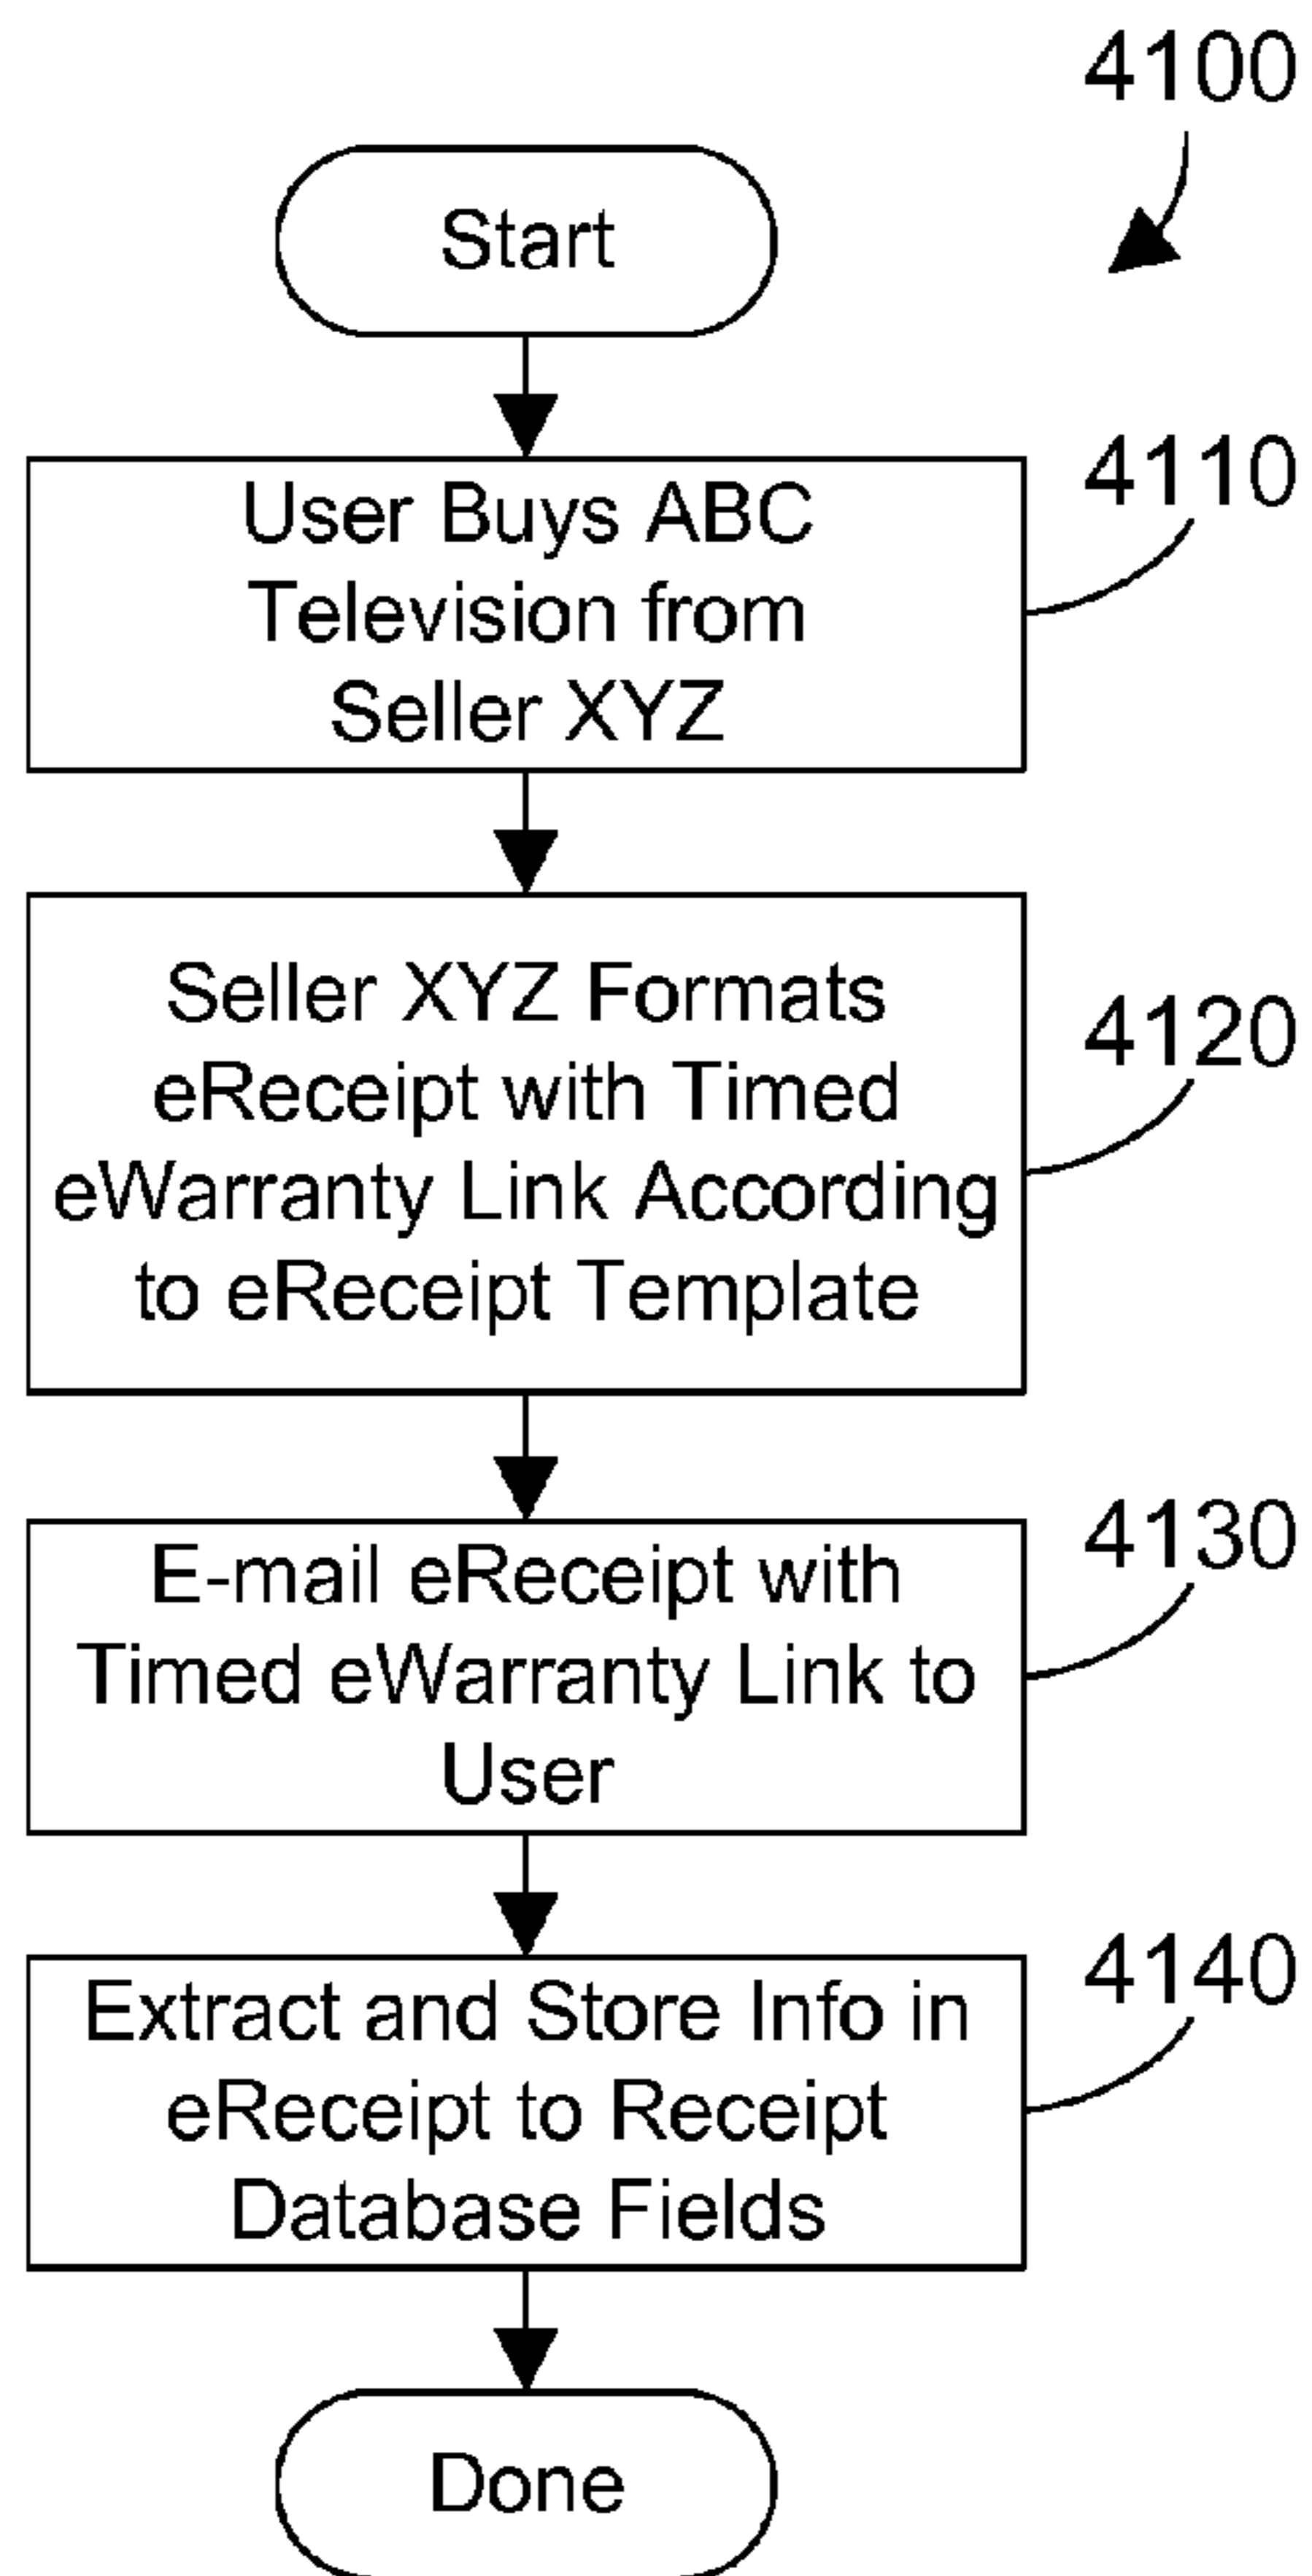 4100
Start
User Buys ABC
Television from
Seller XYZ
4110
Seller XYZ Formats
eReceipt with Timed
eWarranty Link According
to eReceipt Template
4120
E-mail eReceipt with
Timed eWarranty Link to
User
4130
Extract and Store Info in
eReceipt to Receipt
Database Fields
4140
Done